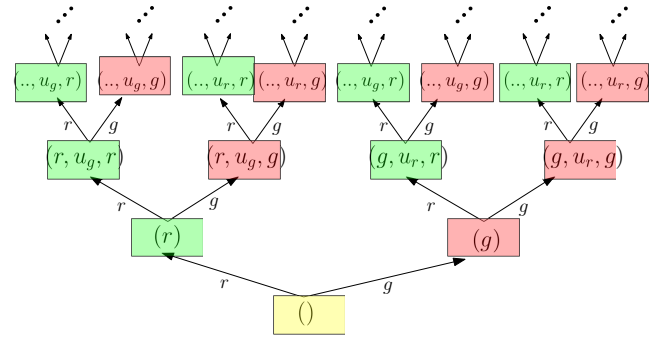 (.., u_g, r) (.., u_g, g) (.., u_r, r) (.., u_r, g) (.., u_g, r) (.., u_g, g) (.., u_r, r) (.., u_r, g)
r g r g r g r g
(r, u_g, r) (r, u_g, g) (g, u_r, r) (g, u_r, g)
r g r g
(r) (g)
r g
()